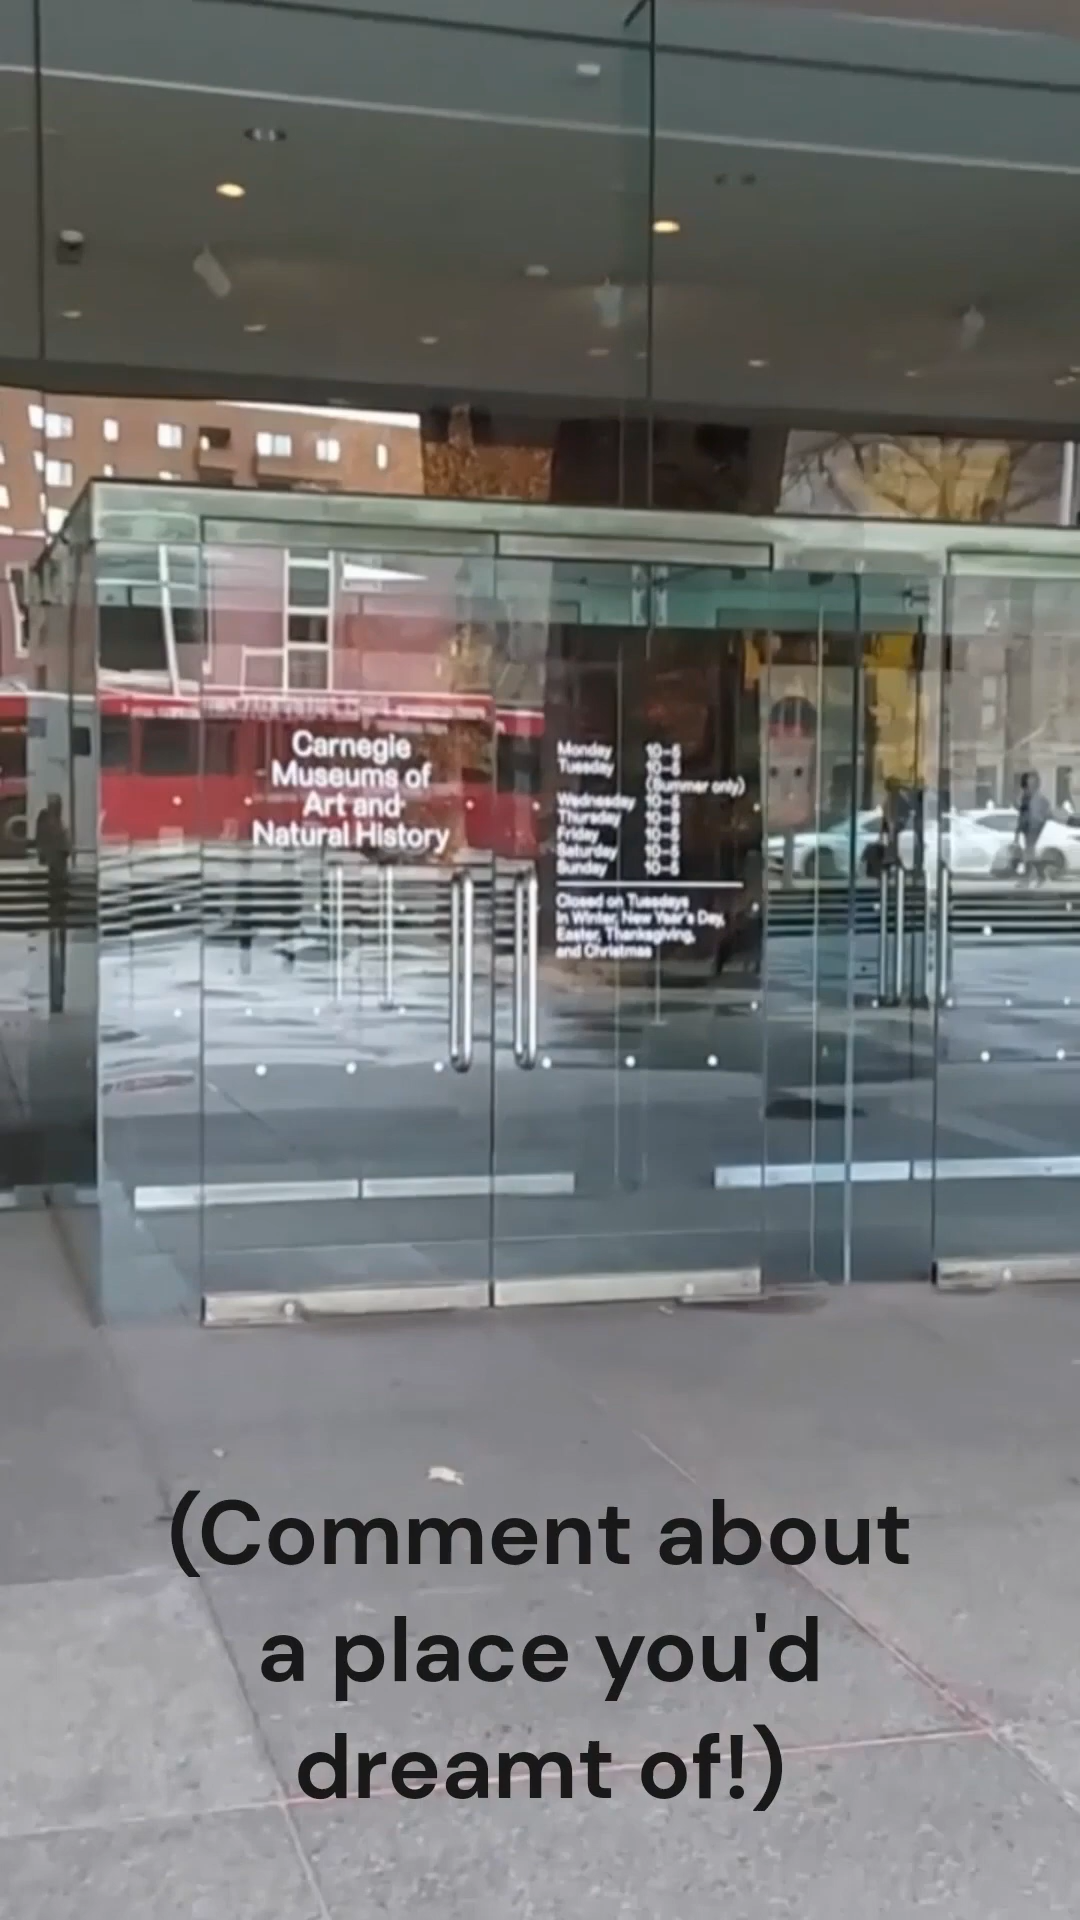 Carnegie
Museums of
Art and
Natural History
Monday 10–5
Tuesday 10–5
(Summer only)
Wednesday 10–5
Thursday 10–8
Friday 10–5
Saturday 10–5
Sunday 10–5
Closed on Tuesdays
in Winter, New Year's Day,
Easter, Thanksgiving,
and Christmas
(Comment about
a place you'd
dreamt of!)